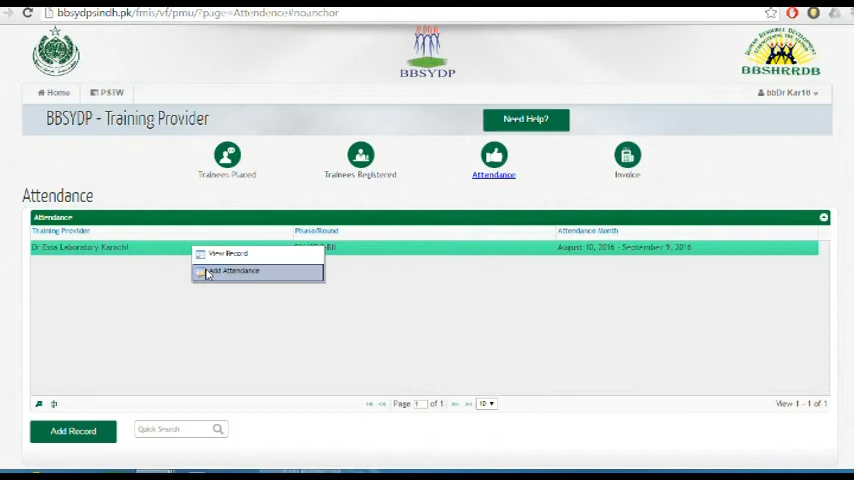 bbsydpsindh.pk/fmis/vf/pmu/?page=Attendence#noanchor
BBSYDP
BBSHRRDB
Home PSTW
bbDr Kar18
BBSYDP - Training Provider
Need Help?
Trainees Placed
Trainees Registered
Attendance
Invoice
Attendance
Attendance
Training Provider Phase/Round Attendance Month
Dr Essa Laboratory Karachi August 10, 2016 - September 9, 2016
View Record
Add Attendance
Page 1 of 1 10
View 1 - 1 of 1
Add Record
Quick Search